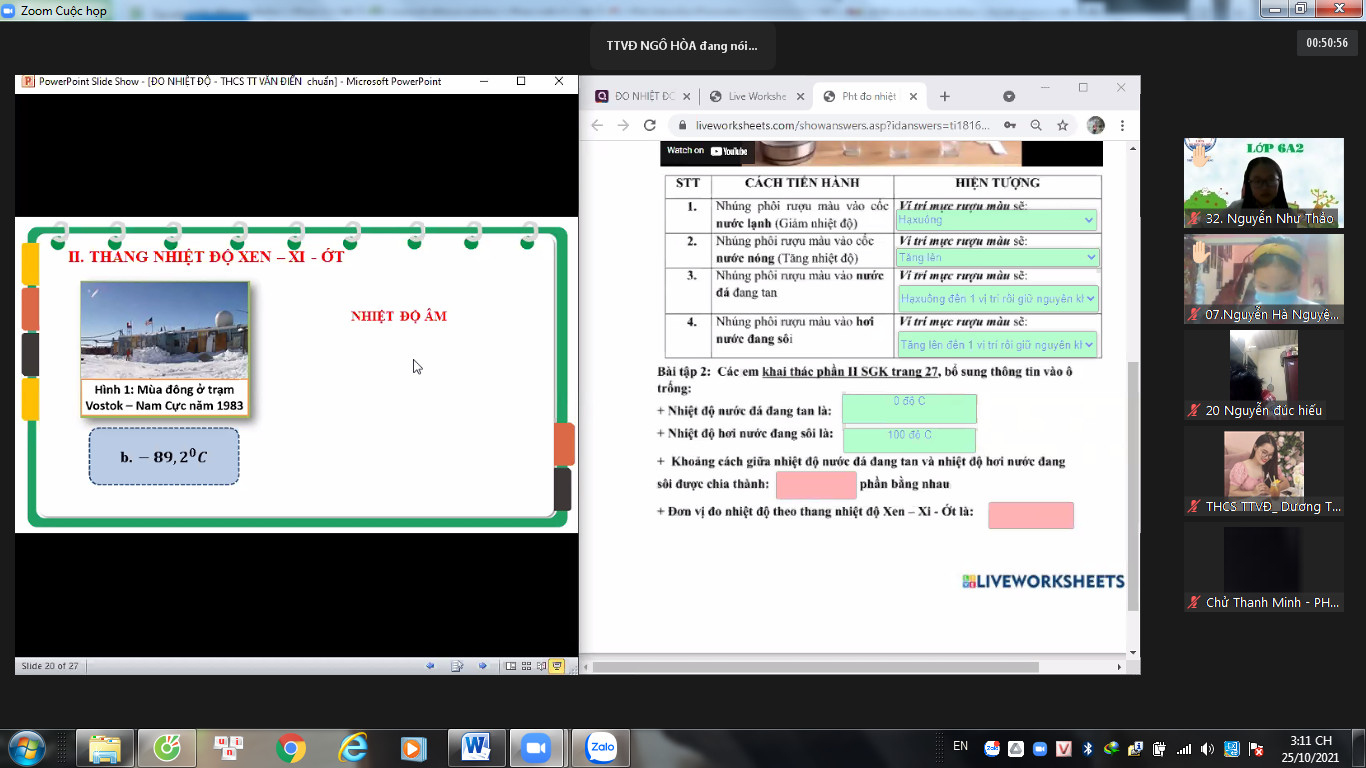 Zoom Cuộc họp
TTVĐ NGÔ HÒA đang nói...
00:50:56
PowerPoint Slide Show - [ĐO NHIỆT ĐỘ - THCS TT VĂN ĐIỂN chuẩn] - Microsoft PowerPoint
II. THANG NHIỆT ĐỘ XEN – XI - ỚT
NHIỆT ĐỘ ÂM
Hình 1: Mùa đông ở trạm
Vostok – Nam Cực năm 1983
b. – 89,2⁰C
Slide 20 of 27
ĐO NHIỆT ĐỘ
Live Workshe
Pht đo nhiệt
liveworksheets.com/showanswers.asp?idanswers=ti1816...
Watch on YouTube
STT CÁCH TIẾN HÀNH HIỆN TƯỢNG
1. Nhúng phôi rượu màu vào cốc Vị trí mực rượu màu sẽ:
nước lạnh (Giảm nhiệt độ) Hạxuống
2. Nhúng phôi rượu màu vào cốc Vị trí mực rượu màu sẽ:
nước nóng (Tăng nhiệt độ) Tăng lên
3. Nhúng phôi rượu màu vào nước Vị trí mực rượu màu sẽ:
đá đang tan Hạxuống đến 1 vị trí rồi giữ nguyên kl
4. Nhúng phôi rượu màu vào hơi Vị trí mực rượu màu sẽ:
nước đang sôi Tăng lên đến 1 vị trí rồi giữ nguyên kl
Bài tập 2: Các em khai thác phần II SGK trang 27, bổ sung thông tin vào ô
trống:
+ Nhiệt độ nước đá đang tan là: 0 độ C
+ Nhiệt độ hơi nước đang sôi là: 100 độ C
+ Khoảng cách giữa nhiệt độ nước đá đang tan và nhiệt độ hơi nước đang
sôi được chia thành: phần bằng nhau
+ Đơn vị đo nhiệt độ theo thang nhiệt độ Xen – Xi - Ớt là:
LIVEWORKSHEETS
LỚP 6A2
32. Nguyễn Như Thảo
07.Nguyễn Hà Nguyệ...
20 Nguyễn đúc hiếu
THCS TTVĐ_ Dương T...
Chử Thanh Minh - PH...
EN
3:11 CH
25/10/2021